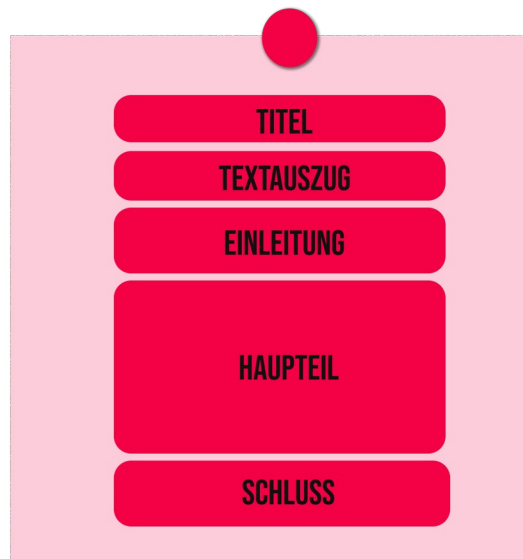 TITEL
TEXTAUSZUG
EINLEITUNG
HAUPTEIL
SCHLUSS